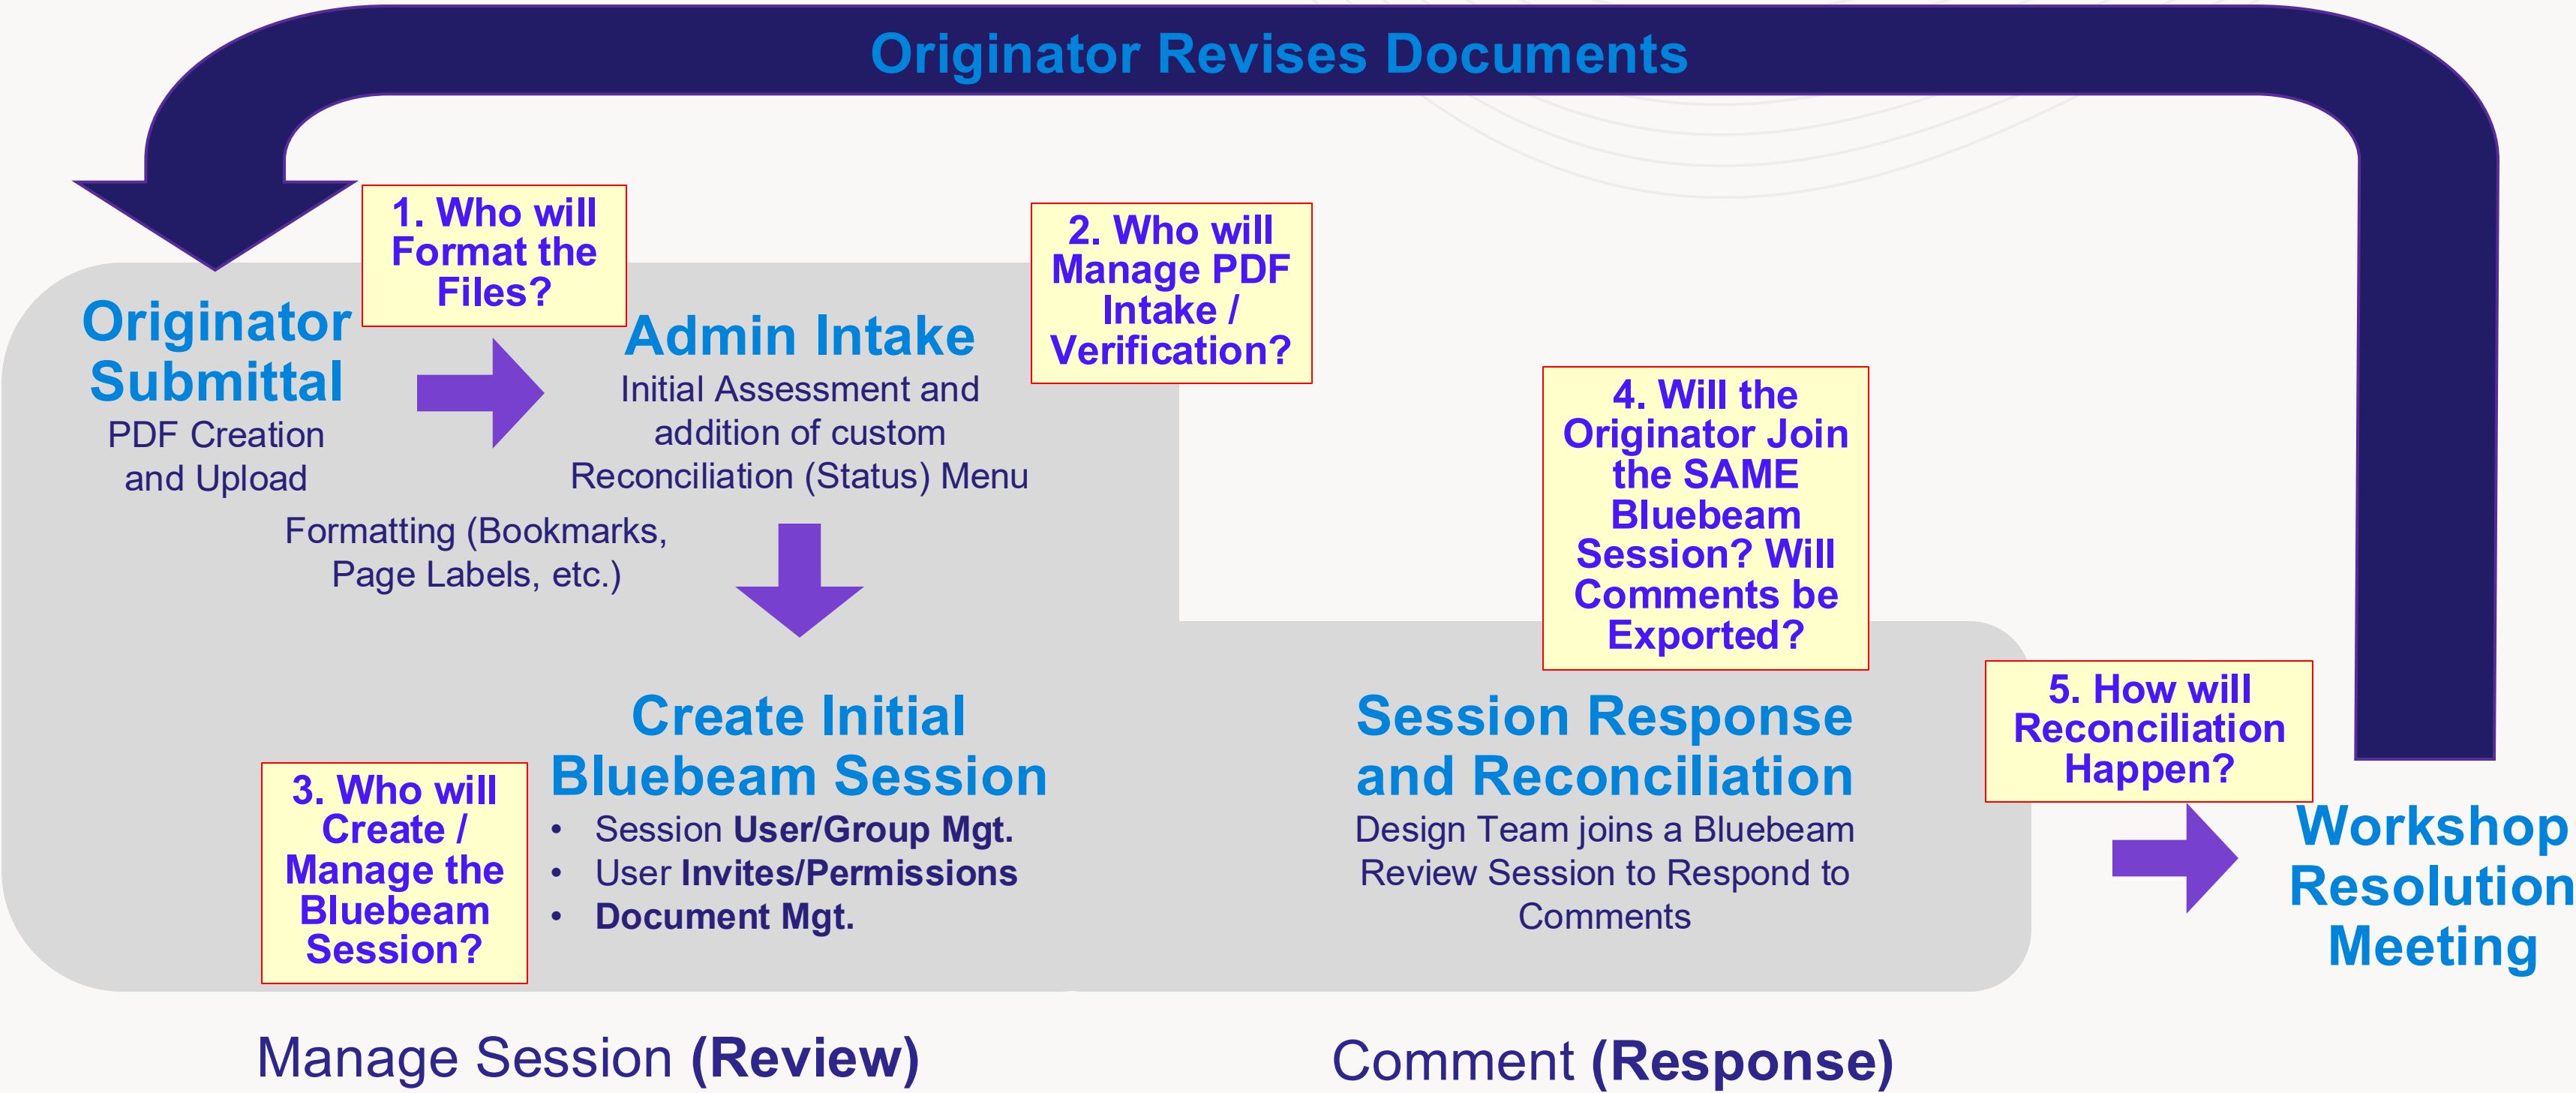 Originator Revises Documents
1. Who will
Format the
Files?
2. Who will
Manage PDF
Intake /
Verification?
Originator
Submittal
PDF Creation
and Upload
Admin Intake
Initial Assessment and
addition of custom
Reconciliation (Status) Menu
Formatting (Bookmarks,
Page Labels, etc.)
4. Will the
Originator Join
the SAME
Bluebeam
Session? Will
Comments be
Exported?
3. Who will
Create /
Manage the
Bluebeam
Session?
Create Initial
Bluebeam Session
• Session User/Group Mgt.
• User Invites/Permissions
• Document Mgt.
Session Response
and Reconciliation
Design Team joins a Bluebeam
Review Session to Respond to
Comments
5. How will
Reconciliation
Happen?
Workshop
Resolution
Meeting
Manage Session (Review)
Comment (Response)